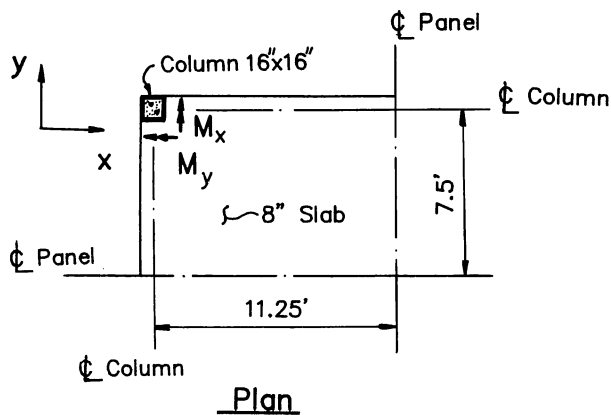 ℄ Panel
y
Column 16"x16"
℄ Column
Mx
x
My
8" Slab
7.5'
℄ Panel
11.25'
℄ Column
Plan